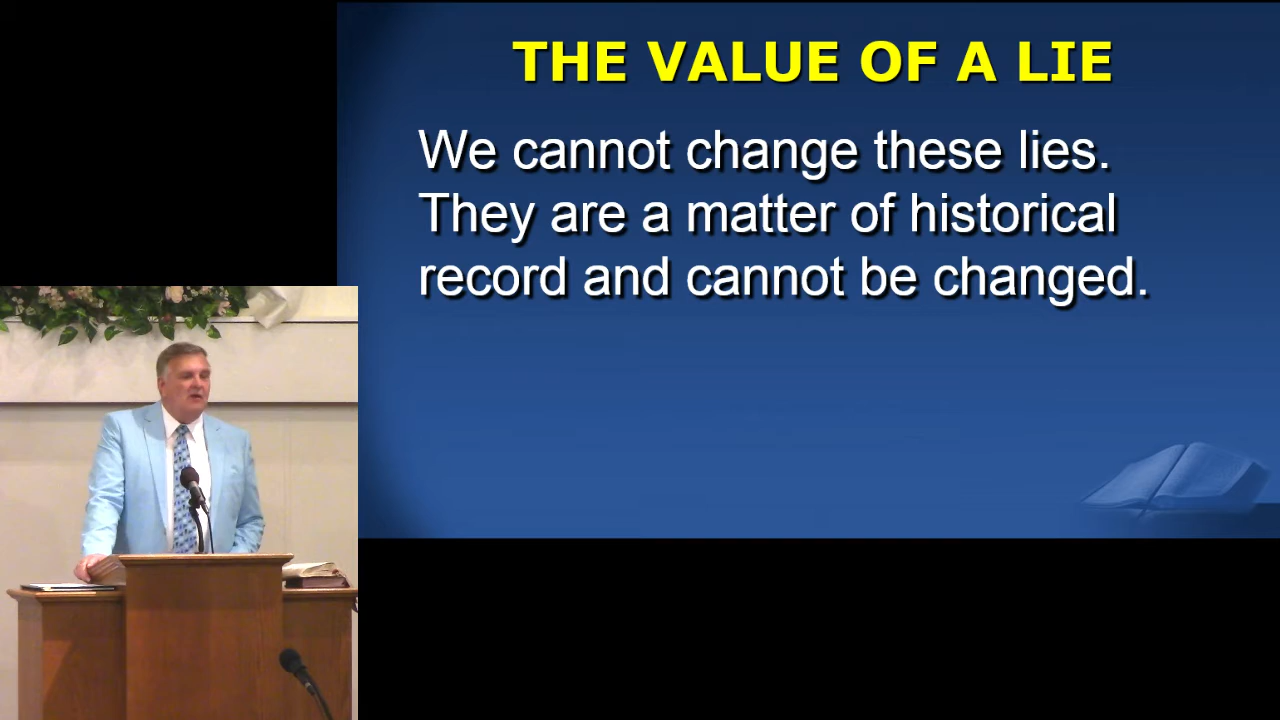 THE VALUE OF A LIE
We cannot change these lies.
They are a matter of historical
record and cannot be changed.